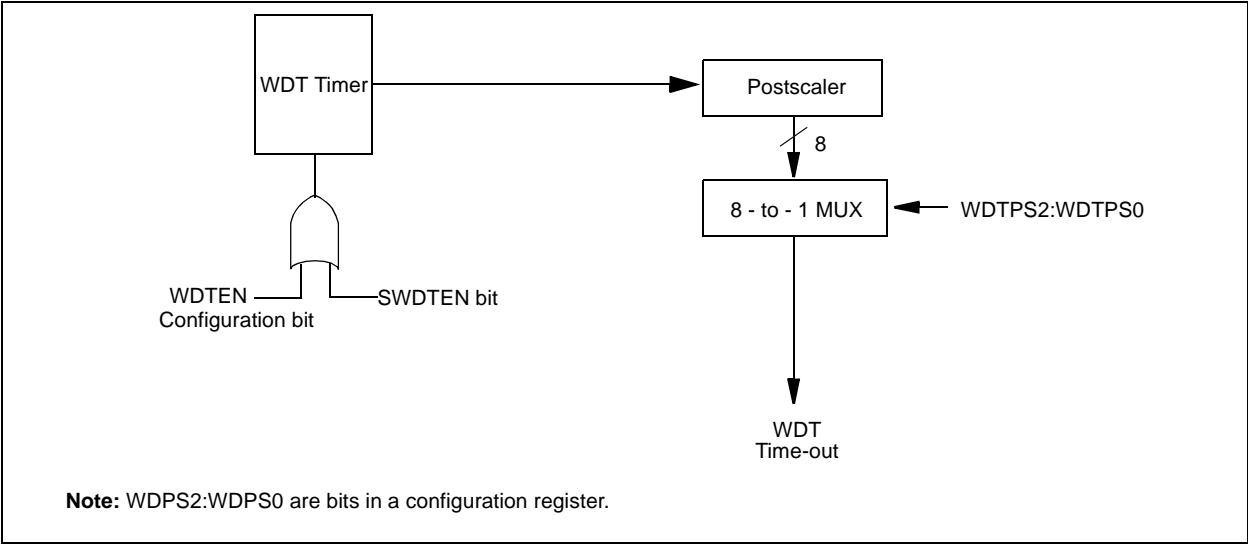 WDT Timer
Postscaler
8
8 - to - 1 MUX
WDTPS2:WDTPS0
WDTEN
Configuration bit
SWDTEN bit
WDT
Time-out
Note: WDPS2:WDPS0 are bits in a configuration register.